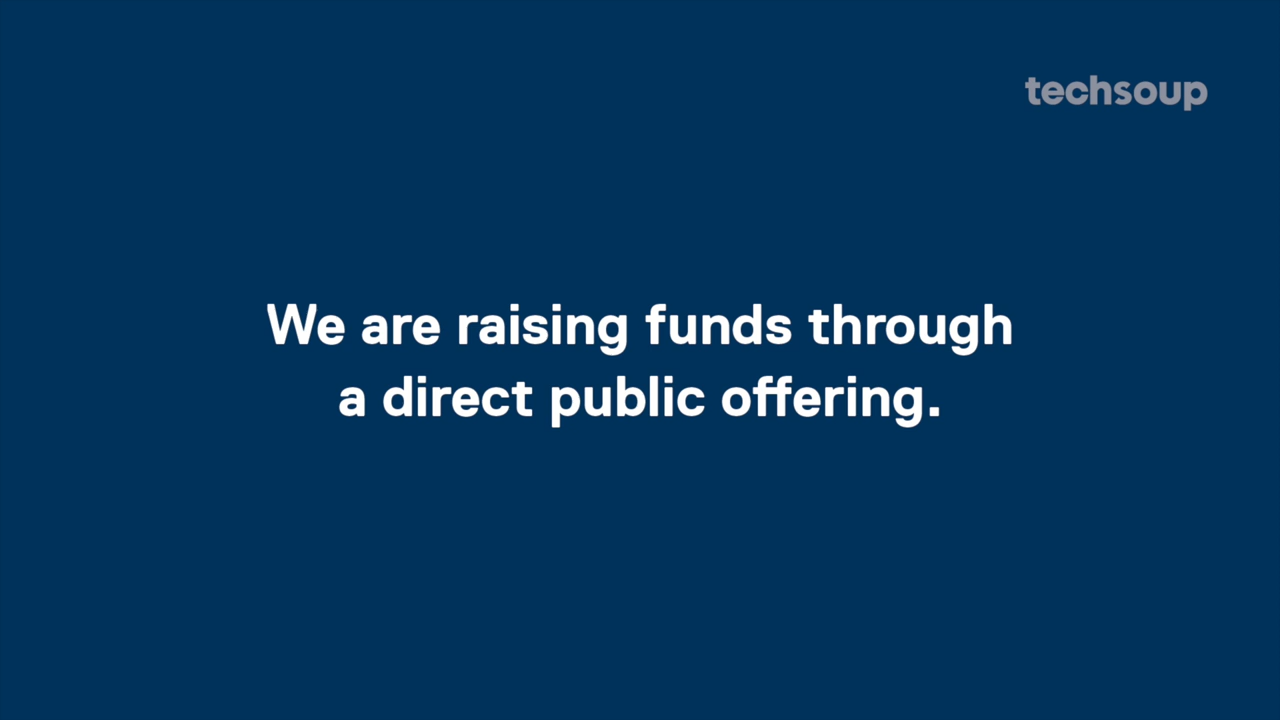 techsoup
We are raising funds through
a direct public offering.